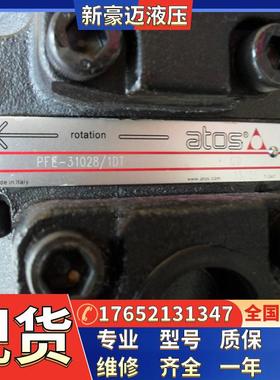 新豪迈液压
rotation
atos
PFE-31028/1DT
Made in Italy
www.atos.com
现货
17652131347
全国
专业 型号 质保
维修 齐全 一年